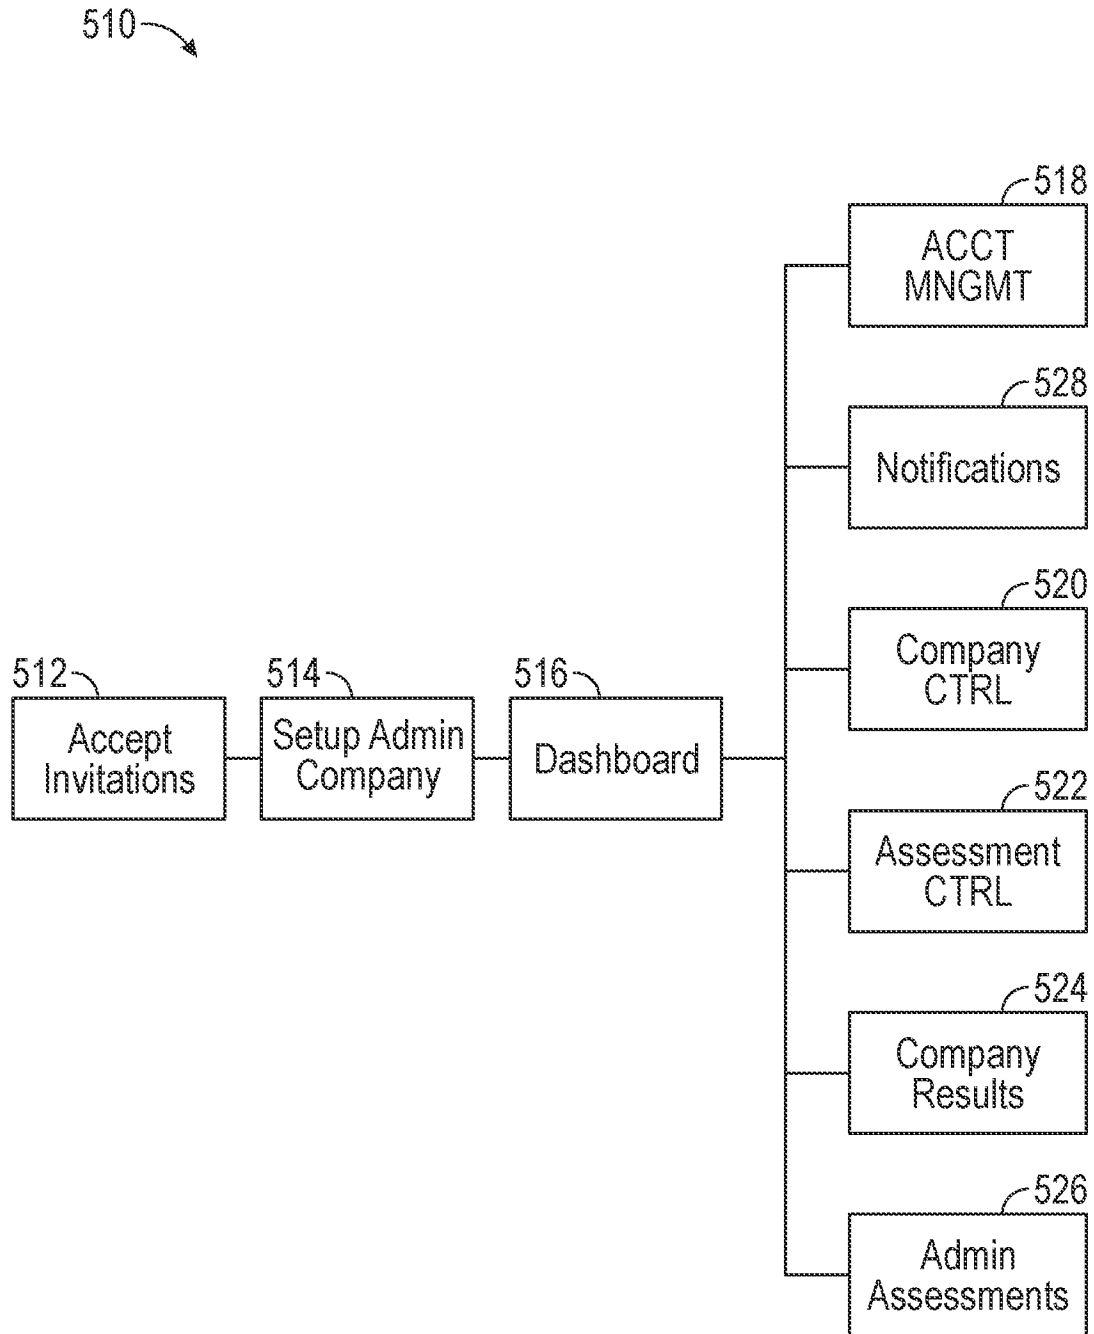 510
518
ACCT
MNGMT
528
Notifications
520
Company
CTRL
512
Accept
Invitations
514
Setup Admin
Company
516
Dashboard
522
Assessment
CTRL
524
Company
Results
526
Admin
Assessments